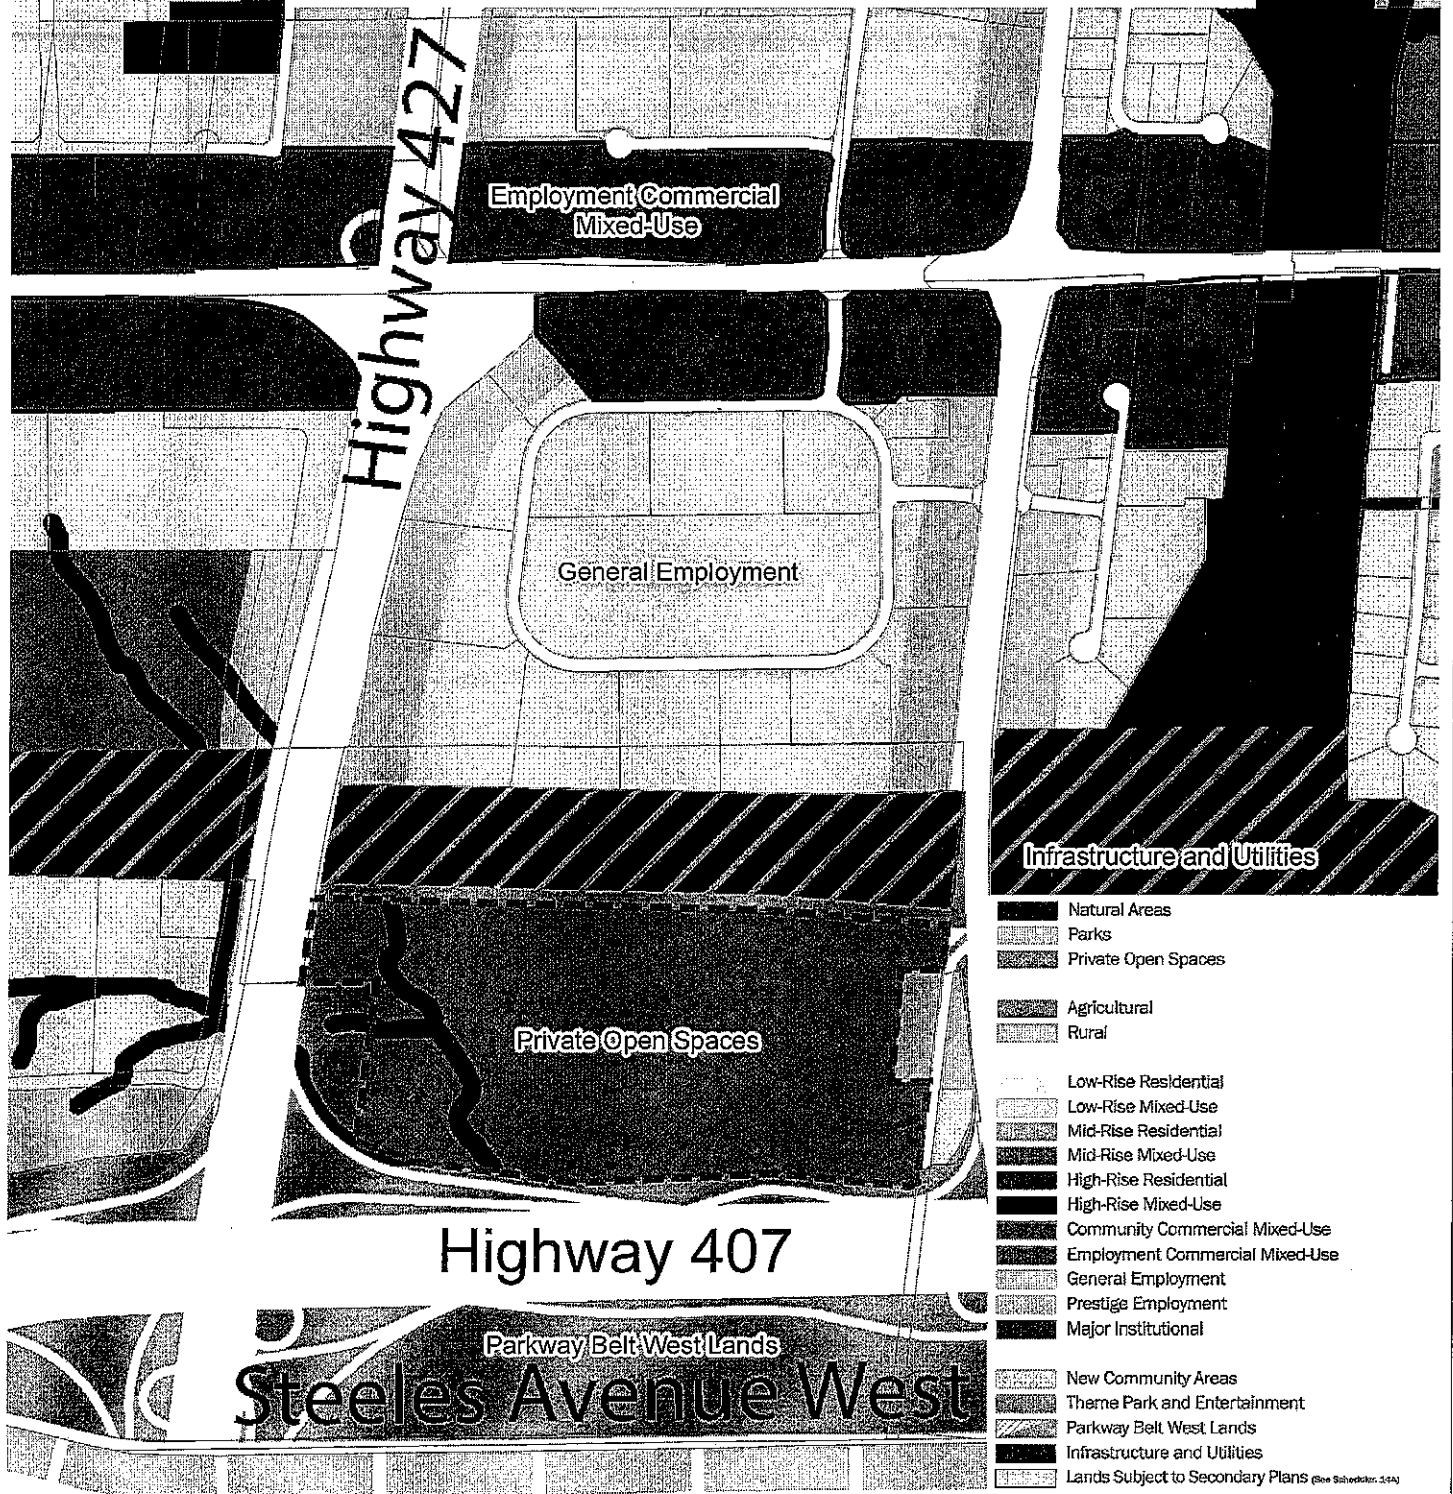 Highway 427
Employment Commercial
Mixed-Use
General Employment
Infrastructure and Utilities
Natural Areas
Parks
Private Open Spaces
Agricultural
Rural
Private Open Spaces
Low-Rise Residential
Low-Rise Mixed-Use
Mid-Rise Residential
Mid-Rise Mixed-Use
High-Rise Residential
High-Rise Mixed-Use
Community Commercial Mixed-Use
Employment Commercial Mixed-Use
General Employment
Prestige Employment
Major Institutional
Highway 407
Parkway Belt West Lands
Steeles Avenue West
New Community Areas
Theme Park and Entertainment
Parkway Belt West Lands
Infrastructure and Utilities
Lands Subject to Secondary Plans (See Schedule 14A)